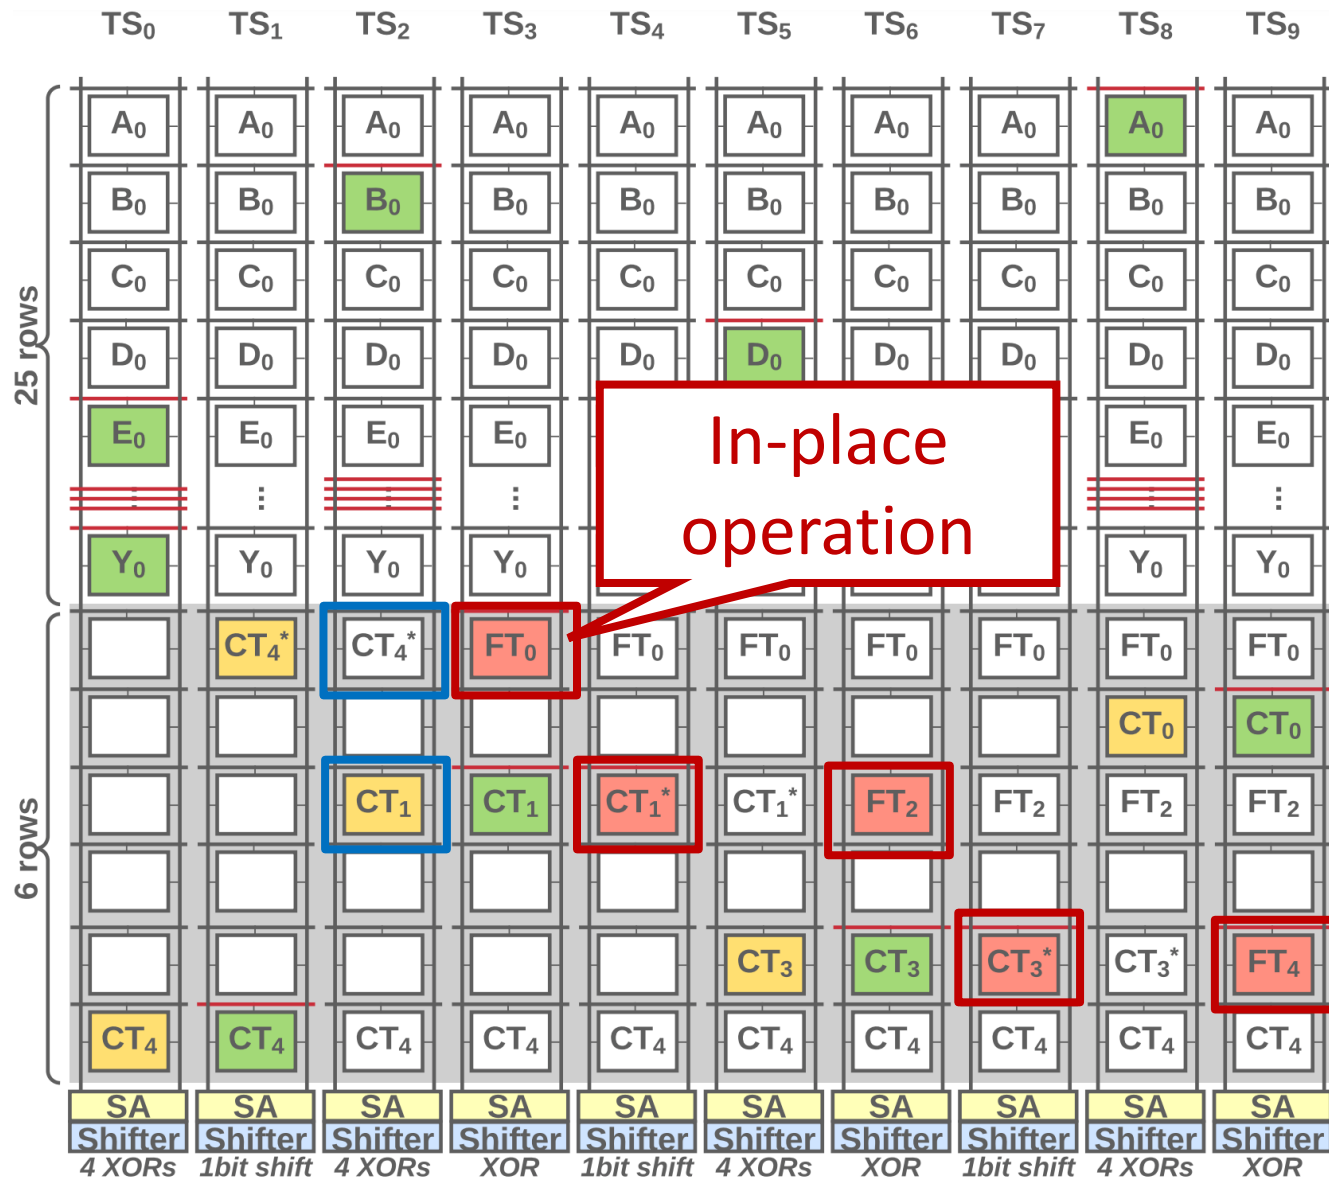 TS0 TS1 TS2 TS3 TS4 TS5 TS6 TS7 TS8 TS9
A0 A0 A0 A0 A0 A0 A0 A0 A0 A0
B0 B0 B0 B0 B0 B0 B0 B0 B0 B0
C0 C0 C0 C0 C0 C0 C0 C0 C0 C0
25 rows
D0 D0 D0 D0 D0 D0 D0 D0 D0 D0
E0 E0 E0 E0 E0 E0
In-place
operation
⋮ ⋮ ⋮ ⋮ ⋮ ⋮
Y0 Y0 Y0 Y0 Y0 Y0
CT4* CT4* FT0 FT0 FT0 FT0 FT0 FT0 FT0
CT0 CT0
6 rows
CT1 CT1 CT1* CT1* FT2 FT2 FT2 FT2
CT3 CT3 CT3* CT3* FT4
CT4 CT4 CT4 CT4 CT4 CT4 CT4 CT4 CT4 CT4
SA SA SA SA SA SA SA SA SA SA
Shifter Shifter Shifter Shifter Shifter Shifter Shifter Shifter Shifter Shifter
4 XORs 1bit shift 4 XORs XOR 1bit shift 4 XORs XOR 1bit shift 4 XORs XOR